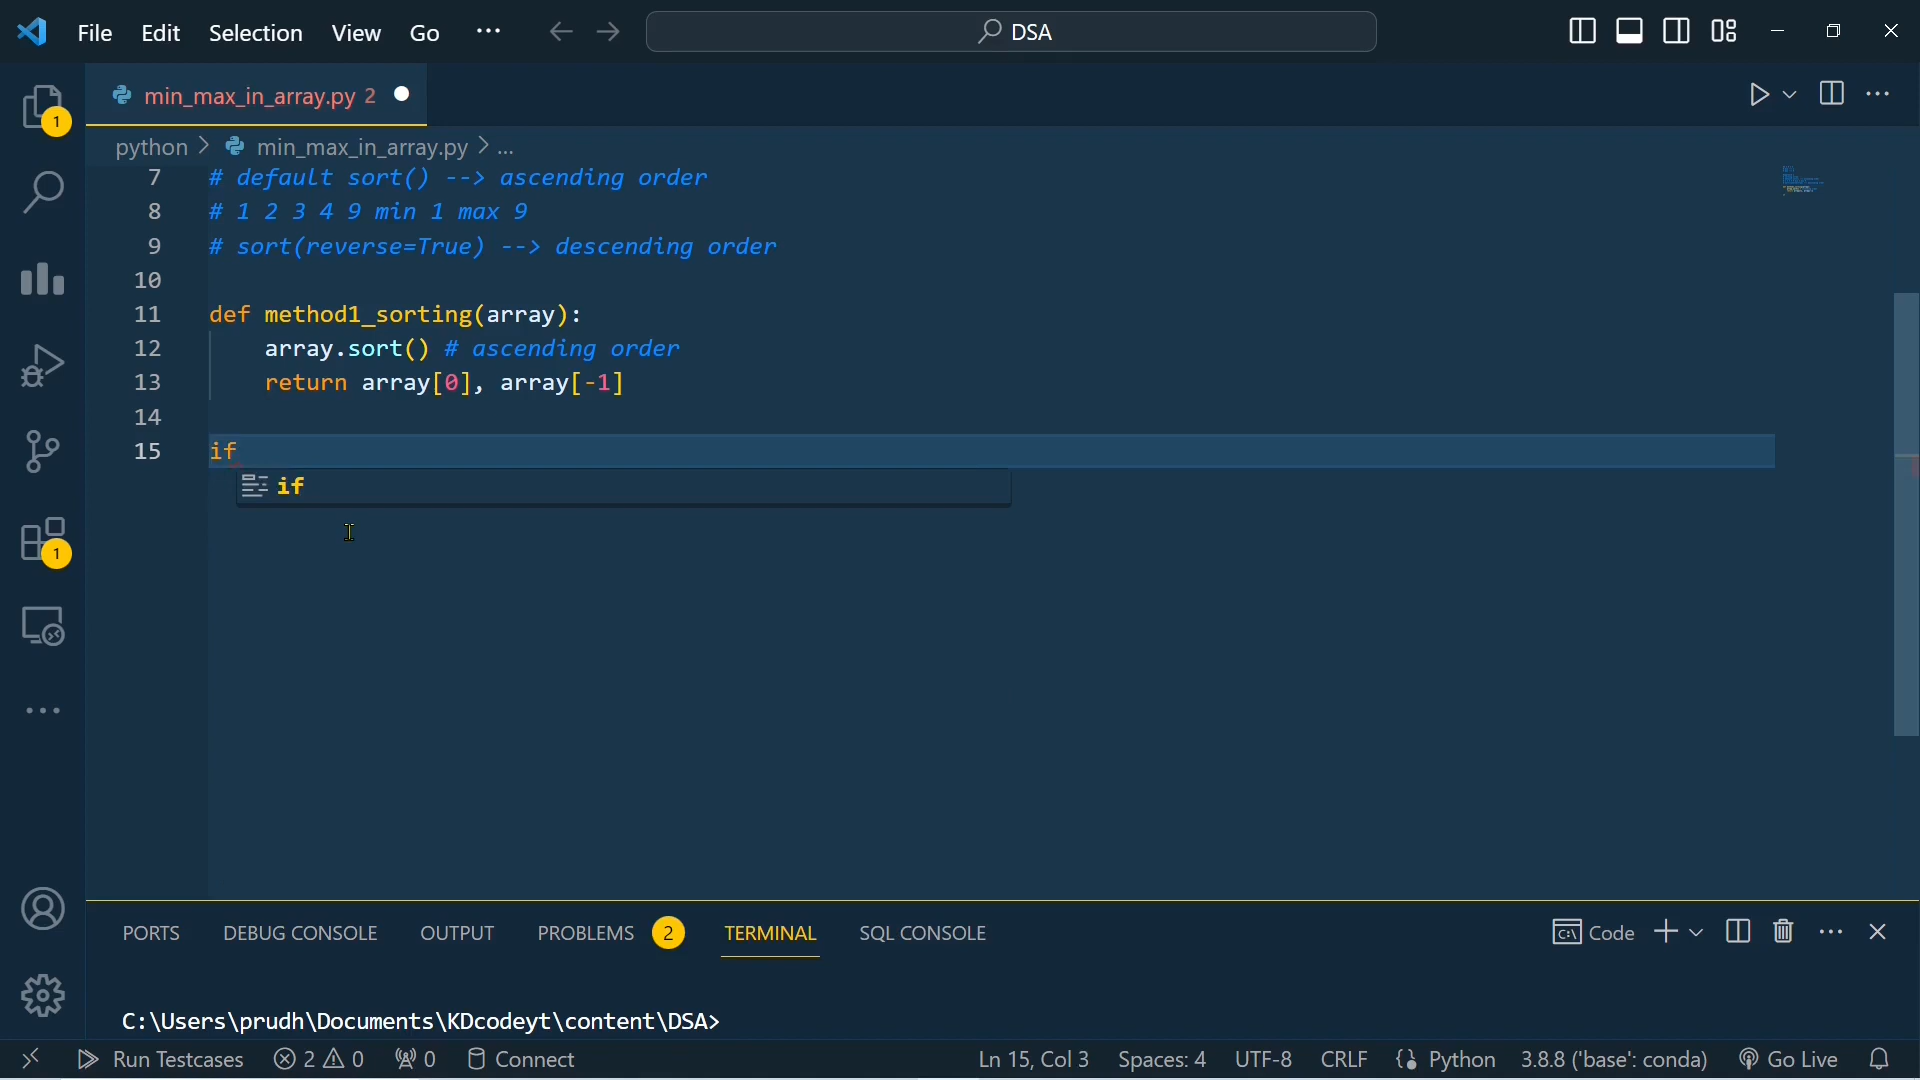 File Edit Selection View Go ··· DSA
min_max_in_array.py 2
python > min_max_in_array.py > ...
7 # default sort() --> ascending order
8 # 1 2 3 4 9 min 1 max 9
9 # sort(reverse=True) --> descending order
10
11 def method1_sorting(array):
12 array.sort() # ascending order
13 return array[0], array[-1]
14
15 if
if
1
1
PORTS DEBUG CONSOLE OUTPUT PROBLEMS 2 TERMINAL SQL CONSOLE Code
C:\Users\prudh\Documents\KDcodeyt\content\DSA>
Run Testcases 2 0 0 Connect Ln 15, Col 3 Spaces: 4 UTF-8 CRLF Python 3.8.8 ('base': conda) Go Live